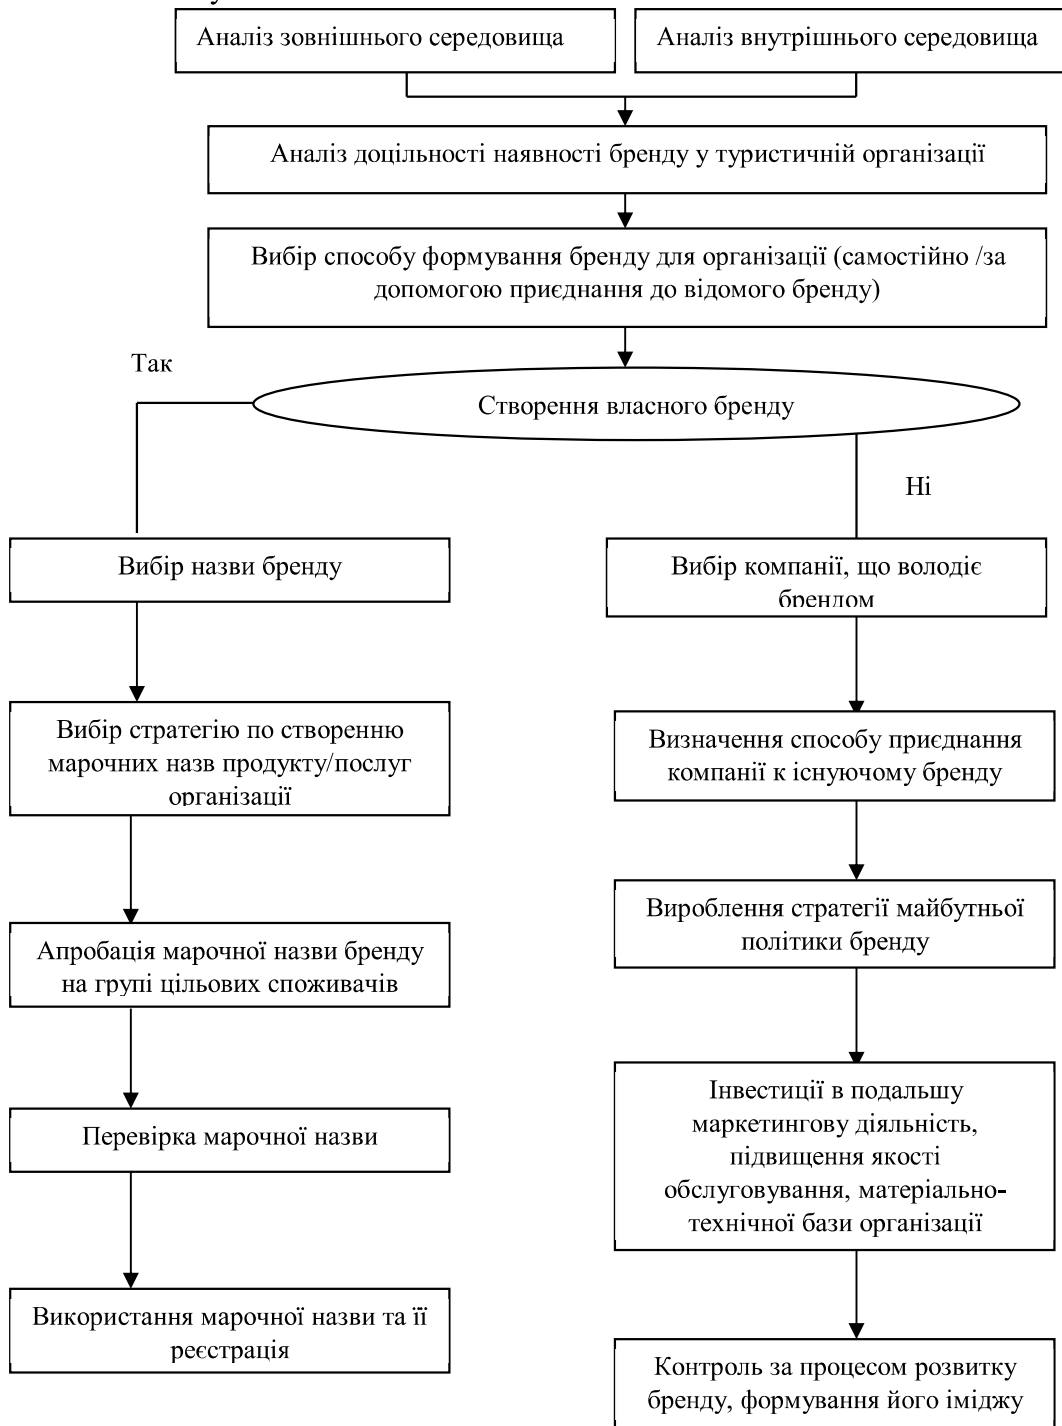 Аналіз зовнішнього середовища
Аналіз внутрішнього середовища
Аналіз доцільності наявності бренду у туристичній організації
Вибір способу формування бренду для організації (самостійно /за
допомогою приєднання до відомого бренду)
Так
Створення власного бренду
Ні
Вибір назви бренду
Вибір стратегію по створенню
марочних назв продукту/послуг
організації
Апробація марочної назви бренду
на групі цільових споживачів
Перевірка марочної назви
Використання марочної назви та її
реєстрація
Вибір компанії, що володіє
брендом
Визначення способу приєднання
компанії к існуючому бренду
Вироблення стратегії майбутньої
політики бренду
Інвестиції в подальшу
маркетингову діяльність,
підвищення якості
обслуговування, матеріально-
технічної бази організації
Контроль за процесом розвитку
бренду, формування його іміджу